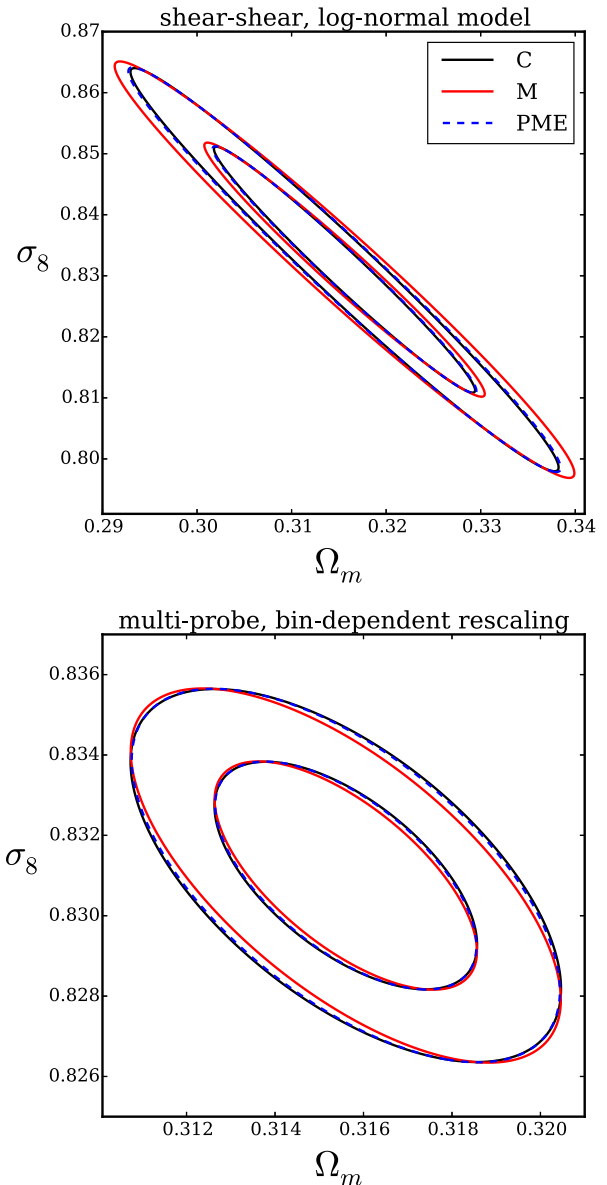 shear-shear, log-normal model
0.87
C
M
PME
0.86
0.85
0.84
σ8
0.83
0.82
0.81
0.80
0.29 0.30 0.31 0.32 0.33 0.34
Ωm
multi-probe, bin-dependent rescaling
0.836
0.834
0.832
σ8
0.830
0.828
0.826
0.312 0.314 0.316 0.318 0.320
Ωm